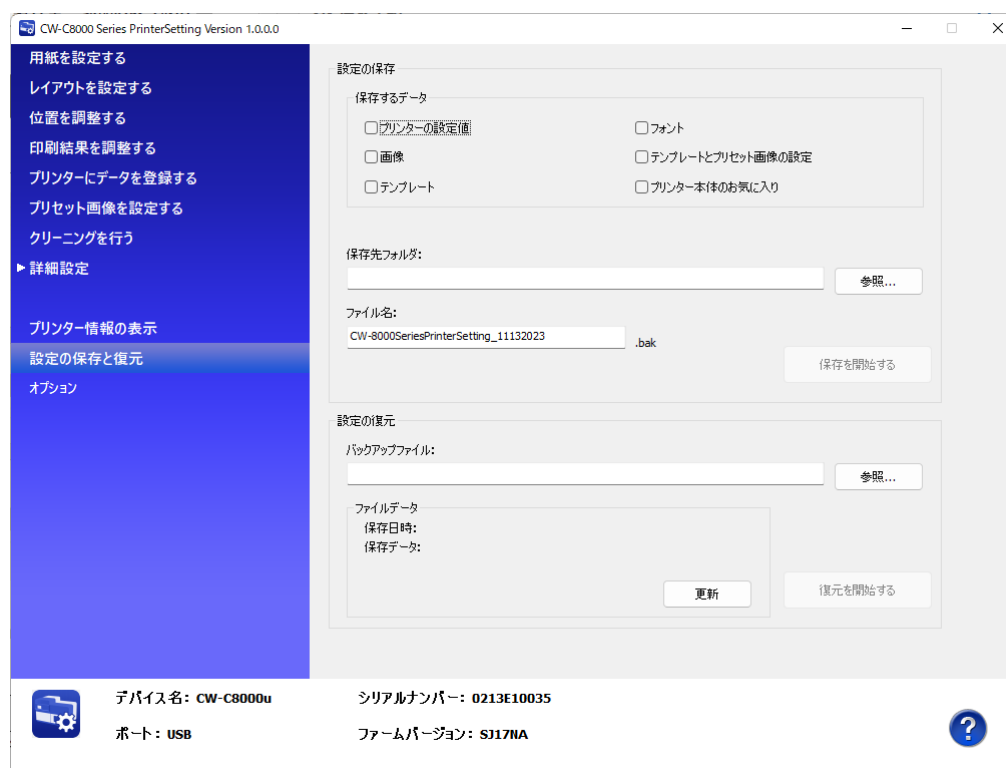 CW-C8000 Series PrinterSetting Version 1.0.0.0
用紙を設定する
レイアウトを設定する
位置を調整する
印刷結果を調整する
プリンターにデータを登録する
プリセット画像を設定する
クリーニングを行う
詳細設定
プリンター情報の表示
設定の保存と復元
オプション
設定の保存
保存するデータ
プリンターの設定値
フォント
画像
テンプレートとプリセット画像の設定
テンプレート
プリンター本体のお気に入り
保存先フォルダ:
参照...
ファイル名:
CW-8000SeriesPrinterSetting_11132023
.bak
保存を開始する
設定の復元
バックアップファイル:
参照...
ファイルデータ
保存日時:
保存データ:
更新
復元を開始する
デバイス名: CW-C8000u
シリアルナンバー: 0213E10035
ポート: USB
ファームバージョン: SJ17NA
?